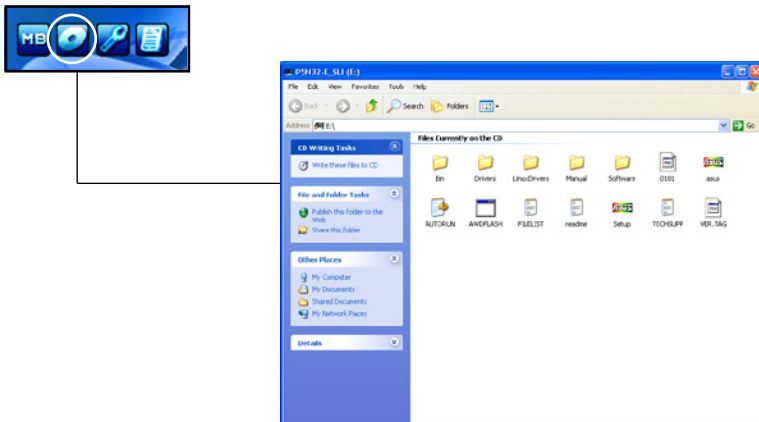 MB
P5N32-E_SLI (E:)
File Edit View Favorites Tools Help
Back Search Folders
Address E:\ Go
Files Currently on the CD
CD Writing Tasks
Write these files to CD
File and Folder Tasks
Publish this folder to the
Web
Share this folder
Other Places
My Computer
My Documents
Shared Documents
My Network Places
Details
Bin Drivers LinuxDrivers Manual Software 0101 asus
AUTORUN AWDFLASH FILELIST readme Setup TECHSUPP VER.TAG